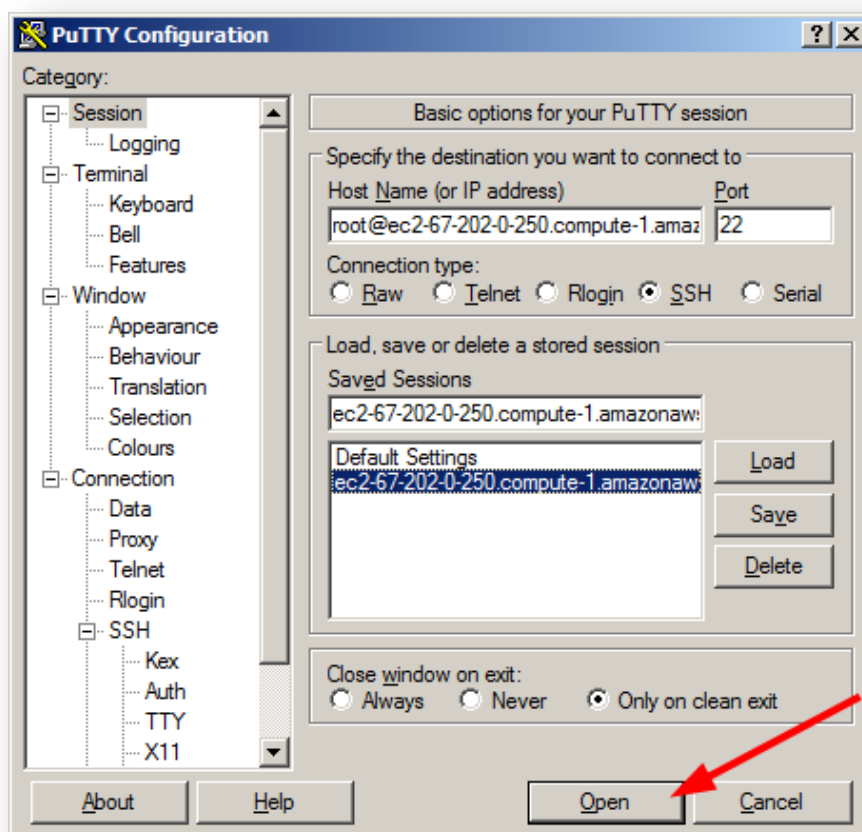 PuTTY Configuration
Category:
Session
Logging
Terminal
Keyboard
Bell
Features
Window
Appearance
Behaviour
Translation
Selection
Colours
Connection
Data
Proxy
Telnet
Rlogin
SSH
Kex
Auth
TTY
X11
Basic options for your PuTTY session
Specify the destination you want to connect to
Host Name (or IP address) Port
root@ec2-67-202-0-250.compute-1.amaz 22
Connection type:
Raw Telnet Rlogin SSH Serial
Load, save or delete a stored session
Saved Sessions
ec2-67-202-0-250.compute-1.amazonaws
Default Settings
ec2-67-202-0-250.compute-1.amazonaw
Load
Save
Delete
Close window on exit:
Always Never Only on clean exit
About Help Open Cancel